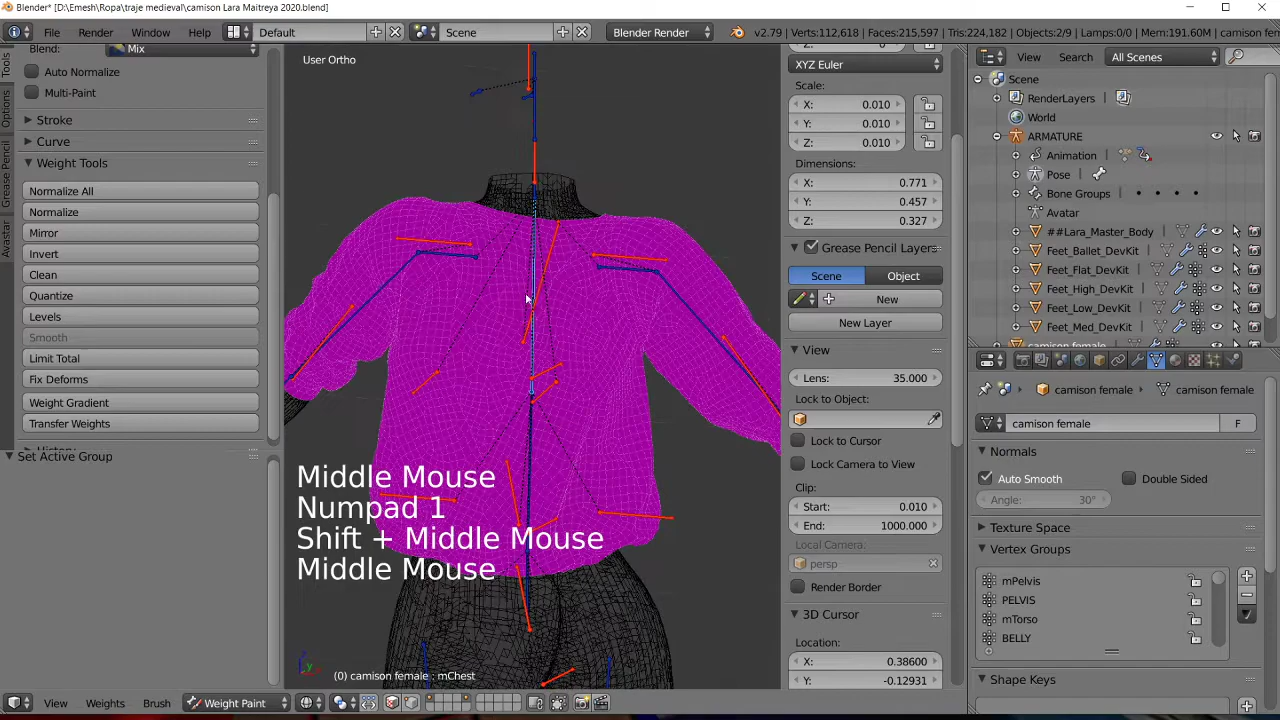 Blender* [D:\Emesh\Ropa\traje medieval\camison Lara Maitreya 2020.blend]
File Render Window Help Default Scene Blender Render v2.79 | Verts:112,618 | Faces:215,597 | Tris:224,182 | Objects:2/9 | Lamps:0/0 | Mem:191.60M | camison fem
Blend: Mix
Auto Normalize
Multi-Paint
Stroke
Curve
Weight Tools
Normalize All
Normalize
Mirror
Invert
Clean
Quantize
Levels
Smooth
Limit Total
Fix Deforms
Weight Gradient
Transfer Weights
Set Active Group
Tools
Options
Grease Pencil
Avastar
User Ortho
Middle Mouse
Numpad 1
Shift + Middle Mouse
Middle Mouse
(0) camison female : mChest
View Weights Brush Weight Paint
XYZ Euler
Scale:
X: 0.010
Y: 0.010
Z: 0.010
Dimensions:
X: 0.771
Y: 0.457
Z: 0.327
Grease Pencil Layers
Scene Object
New
New Layer
View
Lens: 35.000
Lock to Object:
Lock to Cursor
Lock Camera to View
Clip:
Start: 0.010
End: 1000.000
Local Camera:
persp
Render Border
3D Cursor
Location:
X: 0.38600
Y: -0.12931
View Search All Scenes
Scene
RenderLayers
World
ARMATURE
Animation
Pose
Bone Groups
Avatar
##Lara_Master_Body
Feet_Ballet_DevKit
Feet_Flat_DevKit
Feet_High_DevKit
Feet_Low_DevKit
Feet_Med_DevKit
camison female
camison female camison female
camison female F
Normals
Auto Smooth Double Sided
Angle: 30°
Texture Space
Vertex Groups
mPelvis
PELVIS
mTorso
BELLY
Shape Keys